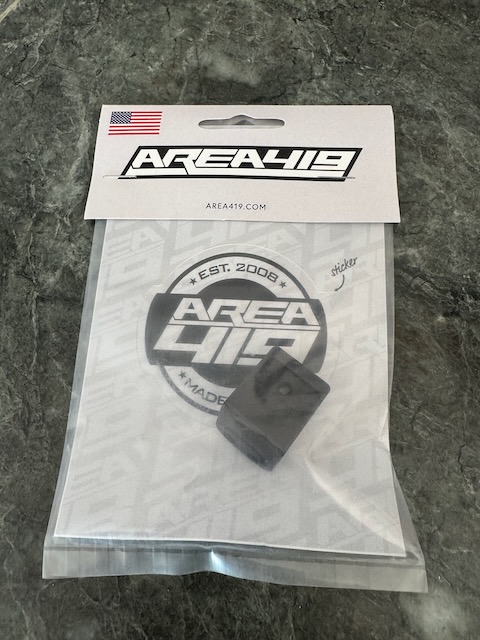 AREA419
AREA419.COM
sticker
EST. 2008
AREA
419
MADE